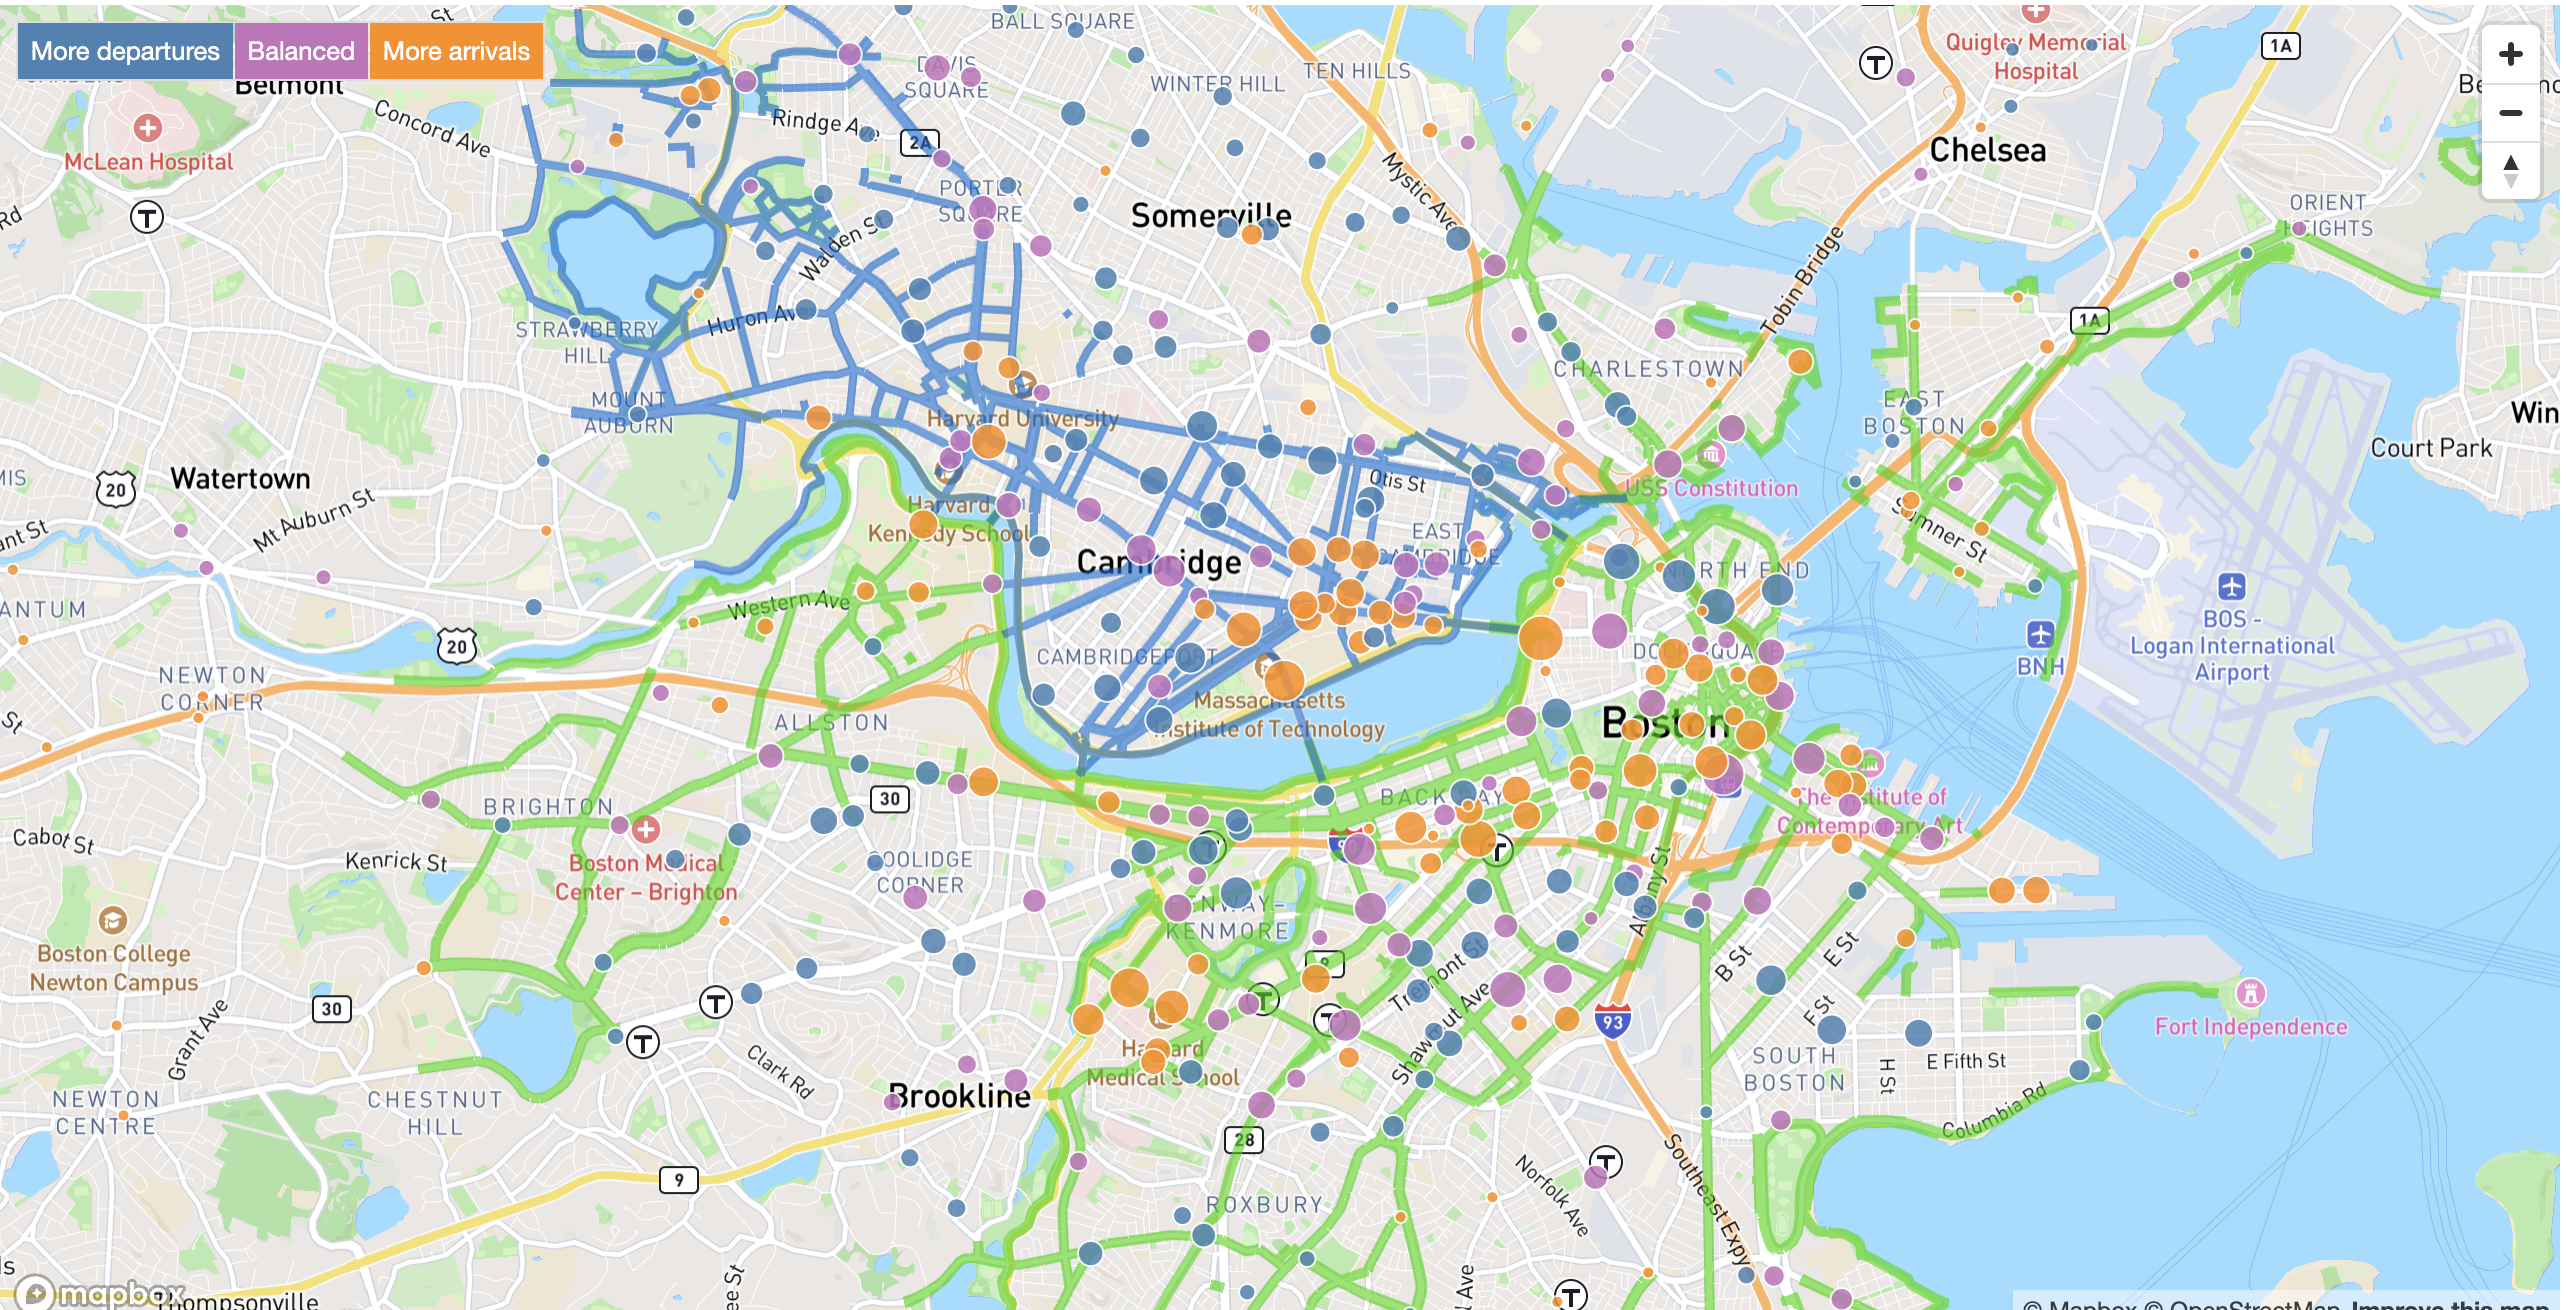 More departures Balanced More arrivals
BALL SQUARE
Belmont
Concord Ave
McLean Hospital
Rindge Ave
2A
DAVIS
SQUARE
WINTER HILL
TEN HILLS
Quigley Memorial
Hospital
1A
Chelsea
Mystic Ave
Tobin Bridge
ORIENT
HEIGHTS
PORTER
SQUARE
Somerville
Walden St
Huron Ave
STRAWBERRY
HILL
MOUNT
AUBURN
CHARLESTOWN
1A
EAST
BOSTON
Court Park
Win
Harvard University
Watertown
20
Mt Auburn St
Otis St
USS Constitution
Harvard
Kennedy School
EAST
CAMBRIDGE
Cambridge
NORTH END
Sumner St
Western Ave
20
BOS -
Logan International
Airport
BNH
NEWTON
CORNER
CAMBRIDGEPORT
DOCK SQUARE
Massachusetts
Institute of Technology
ALLSTON
Boston
BRIGHTON
30
BACK BAY
The Institute of
Contemporary Art
Cabot St
Kenrick St
Boston Medical
Center – Brighton
COOLIDGE
CORNER
90
Albany St
FENWAY–
KENMORE
Boston College
Newton Campus
30
Grant Ave
9
Tremont St
Shawmut Ave
B St
E St
F St
93
Fort Independence
Harvard
Medical School
SOUTH
BOSTON
H St
E Fifth St
Columbia Rd
NEWTON
CENTRE
CHESTNUT
HILL
Clark Rd
Brookline
28
9
ROXBURY
Norfolk Ave
Southeast Expy
mapbox
Thompsonville
© Mapbox © OpenStreetMap Improve this map